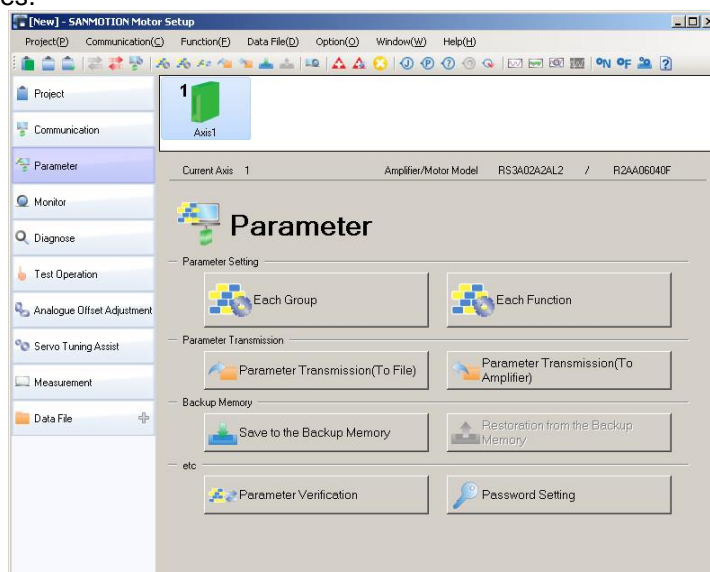 es.
[New] - SANMOTION Motor Setup
Project(P) Communication(C) Function(F) Data File(D) Option(O) Window(W) Help(H)
ON OFF
Project
Communication
Parameter
Monitor
Diagnose
Test Operation
Analogue Offset Adjustment
Servo Tuning Assist
Measurement
Data File
1
Axis1
Current Axis 1 Amplifier/Motor Model RS3A02A2AL2 / R2AA06040F
Parameter
Parameter Setting
Each Group Each Function
Parameter Transmission
Parameter Transmission(To File) Parameter Transmission(To
Amplifier)
Backup Memory
Save to the Backup Memory Restoration from the Backup
Memory
etc
Parameter Verification Password Setting